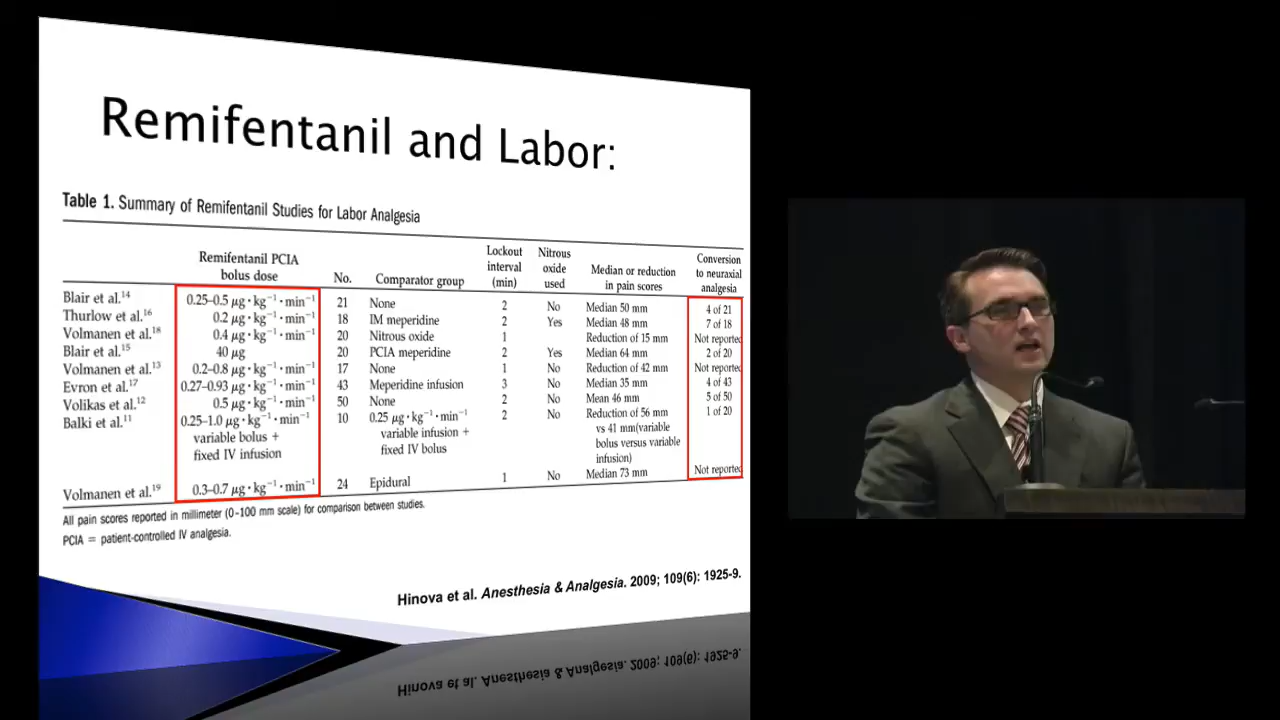 Remifentanil and Labor:
Table 1. Summary of Remifentanil Studies for Labor Analgesia
Remifentanil PCIA bolus dose No. Comparator group Lockout interval (min) Nitrous oxide used Median or reduction in pain scores Conversion to neuraxial analgesia
Blair et al.14 0.25–0.5 μg·kg−1·min−1 21 None 2 No Median 50 mm 4 of 21
Thurlow et al.16 0.2 μg·kg−1·min−1 18 IM meperidine 2 Yes Median 48 mm 7 of 18
Volmanen et al.18 0.4 μg·kg−1·min−1 20 Nitrous oxide 1 Reduction of 15 mm Not reported
Blair et al.15 40 μg 20 PCIA meperidine 2 Yes Median 64 mm 2 of 20
Volmanen et al.13 0.2–0.8 μg·kg−1·min−1 17 None 1 No Reduction of 42 mm Not reported
Evron et al.17 0.27–0.93 μg·kg−1·min−1 43 Meperidine infusion 3 No Median 35 mm 4 of 43
Volikas et al.12 0.5 μg·kg−1·min−1 50 None 2 No Mean 46 mm 5 of 50
Balki et al.11 0.25–1.0 μg·kg−1·min−1 10 0.25 μg·kg−1·min−1 2 No Reduction of 56 mm 1 of 20
variable bolus + variable infusion + vs 41 mm(variable
fixed IV infusion fixed IV bolus bolus versus variable
infusion)
Volmanen et al.19 0.3–0.7 μg·kg−1·min−1 24 Epidural 1 No Median 73 mm Not reported
All pain scores reported in millimeter (0–100 mm scale) for comparison between studies.
PCIA = patient-controlled IV analgesia.
Hinova et al. Anesthesia & Analgesia. 2009; 109(6): 1925-9.